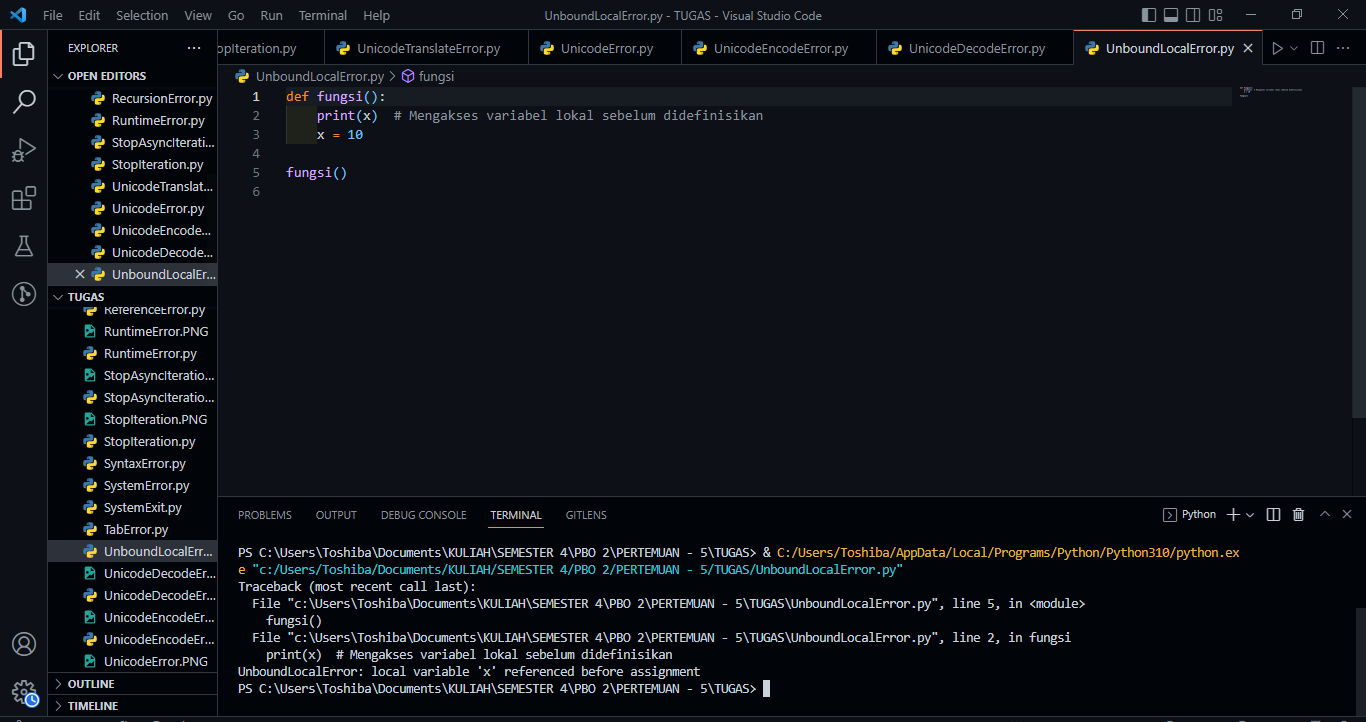 File Edit Selection View Go Run Terminal Help UnboundLocalError.py - TUGAS - Visual Studio Code
EXPLORER ...
opIteration.py UnicodeTranslateError.py UnicodeError.py UnicodeEncodeError.py UnicodeDecodeError.py UnboundLocalError.py
OPEN EDITORS
RecursionError.py
RuntimeError.py
StopAsyncIterati...
StopIteration.py
UnicodeTranslat...
UnicodeError.py
UnicodeEncode...
UnicodeDecode...
UnboundLocalEr...
TUGAS
ReferenceError.py
RuntimeError.PNG
RuntimeError.py
StopAsyncIteratio...
StopAsyncIteratio...
StopIteration.PNG
StopIteration.py
SyntaxError.py
SystemError.py
SystemExit.py
TabError.py
UnboundLocalErr...
UnicodeDecodeEr...
UnicodeDecodeEr...
UnicodeEncodeEr...
UnicodeEncodeEr...
UnicodeError.PNG
OUTLINE
TIMELINE
UnboundLocalError.py > fungsi
1 def fungsi():
2 print(x) # Mengakses variabel lokal sebelum didefinisikan
3 x = 10
4
5 fungsi()
6
PROBLEMS OUTPUT DEBUG CONSOLE TERMINAL GITLENS Python
PS C:\Users\Toshiba\Documents\KULIAH\SEMESTER 4\PBO 2\PERTEMUAN - 5\TUGAS> & C:/Users/Toshiba/AppData/Local/Programs/Python/Python310/python.ex
e "c:/Users/Toshiba/Documents/KULIAH/SEMESTER 4/PBO 2/PERTEMUAN - 5/TUGAS/UnboundLocalError.py"
Traceback (most recent call last):
File "c:\Users\Toshiba\Documents\KULIAH\SEMESTER 4\PBO 2\PERTEMUAN - 5\TUGAS\UnboundLocalError.py", line 5, in <module>
fungsi()
File "c:\Users\Toshiba\Documents\KULIAH\SEMESTER 4\PBO 2\PERTEMUAN - 5\TUGAS\UnboundLocalError.py", line 2, in fungsi
print(x) # Mengakses variabel lokal sebelum didefinisikan
UnboundLocalError: local variable 'x' referenced before assignment
PS C:\Users\Toshiba\Documents\KULIAH\SEMESTER 4\PBO 2\PERTEMUAN - 5\TUGAS>